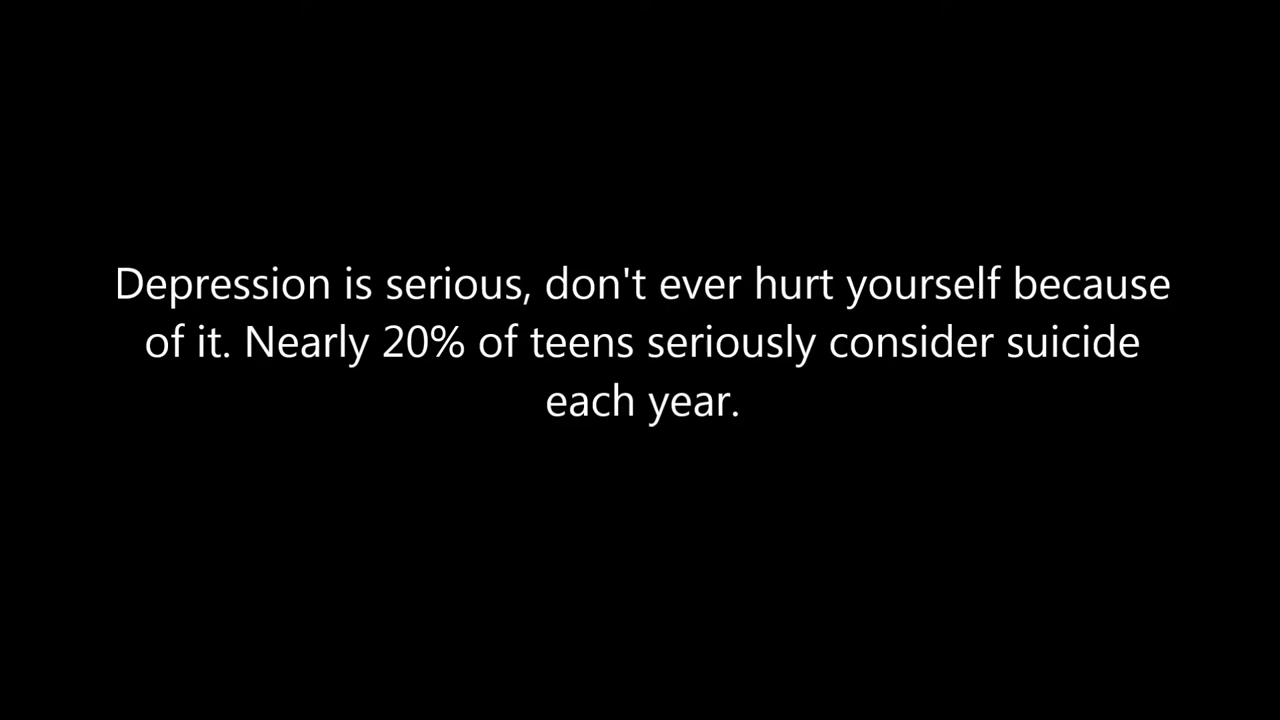 Depression is serious, don't ever hurt yourself because
of it. Nearly 20% of teens seriously consider suicide
each year.